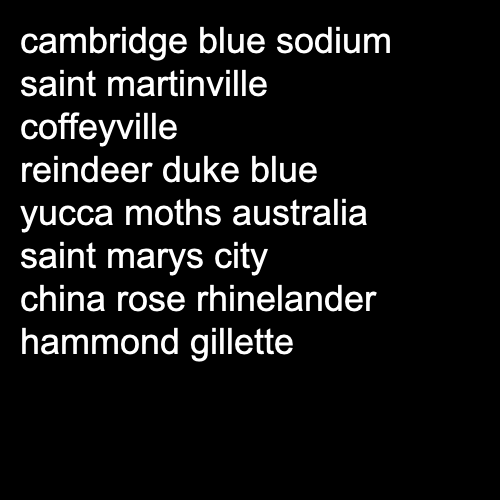 cambridge blue sodium
saint martinville
coffeyville
reindeer duke blue
yucca moths australia
saint marys city
china rose rhinelander
hammond gillette